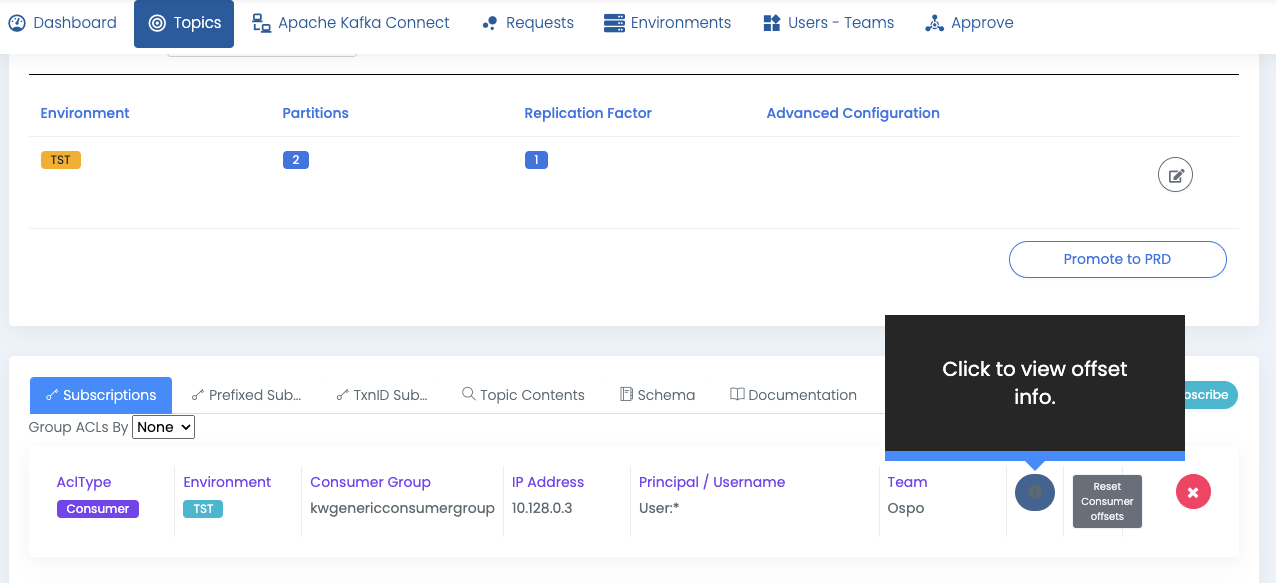 Dashboard
Topics
Apache Kafka Connect
Requests
Environments
Users - Teams
Approve
Environment
Partitions
Replication Factor
Advanced Configuration
TST
2
1
Promote to PRD
Click to view offset
info.
Subscriptions
Prefixed Sub...
TxnID Sub...
Topic Contents
Schema
Documentation
Group ACLs By None
AclType
Environment
Consumer Group
IP Address
Principal / Username
Team
Consumer
TST
kwgenericconsumergroup
10.128.0.3
User:*
Ospo
Reset
Consumer
offsets